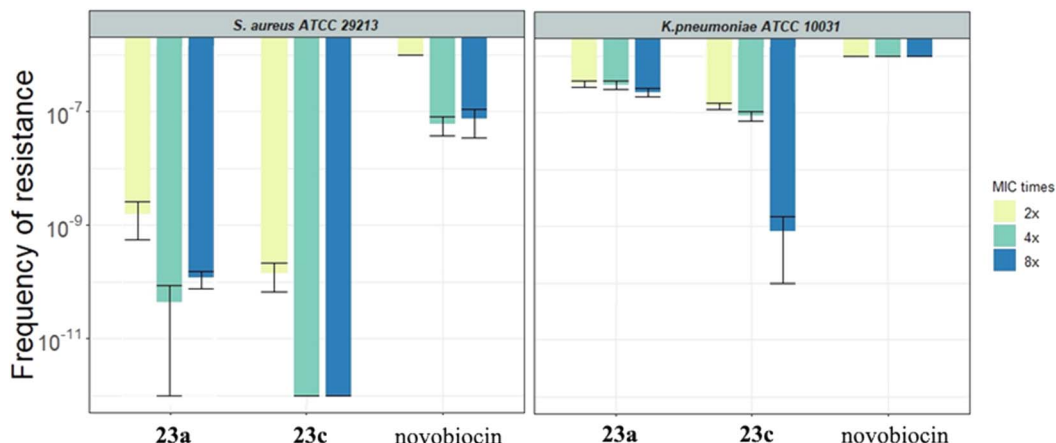 S. aureus ATCC 29213
K.pneumoniae ATCC 10031
Frequency of resistance
10⁻⁷
10⁻⁹
10⁻¹¹
23a 23c novobiocin
23a 23c novobiocin
MIC times
2x
4x
8x